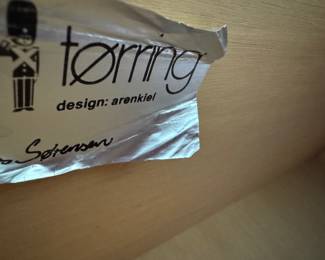 tørring
design: arenkiel
Sørensen